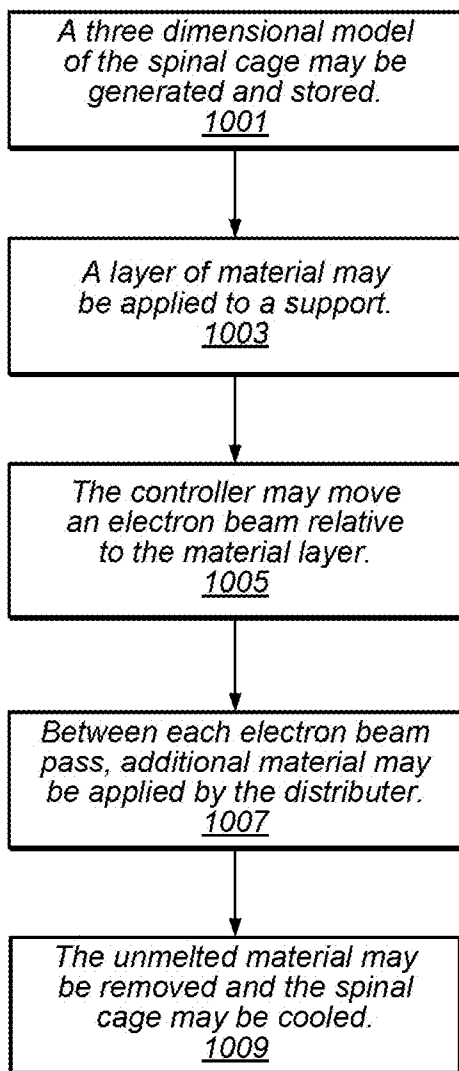 A three dimensional model
of the spinal cage may be
generated and stored.
1001
A layer of material may
be applied to a support.
1003
The controller may move
an electron beam relative
to the material layer.
1005
Between each electron beam
pass, additional material may
be applied by the distributer.
1007
The unmelted material may
be removed and the spinal
cage may be cooled.
1009